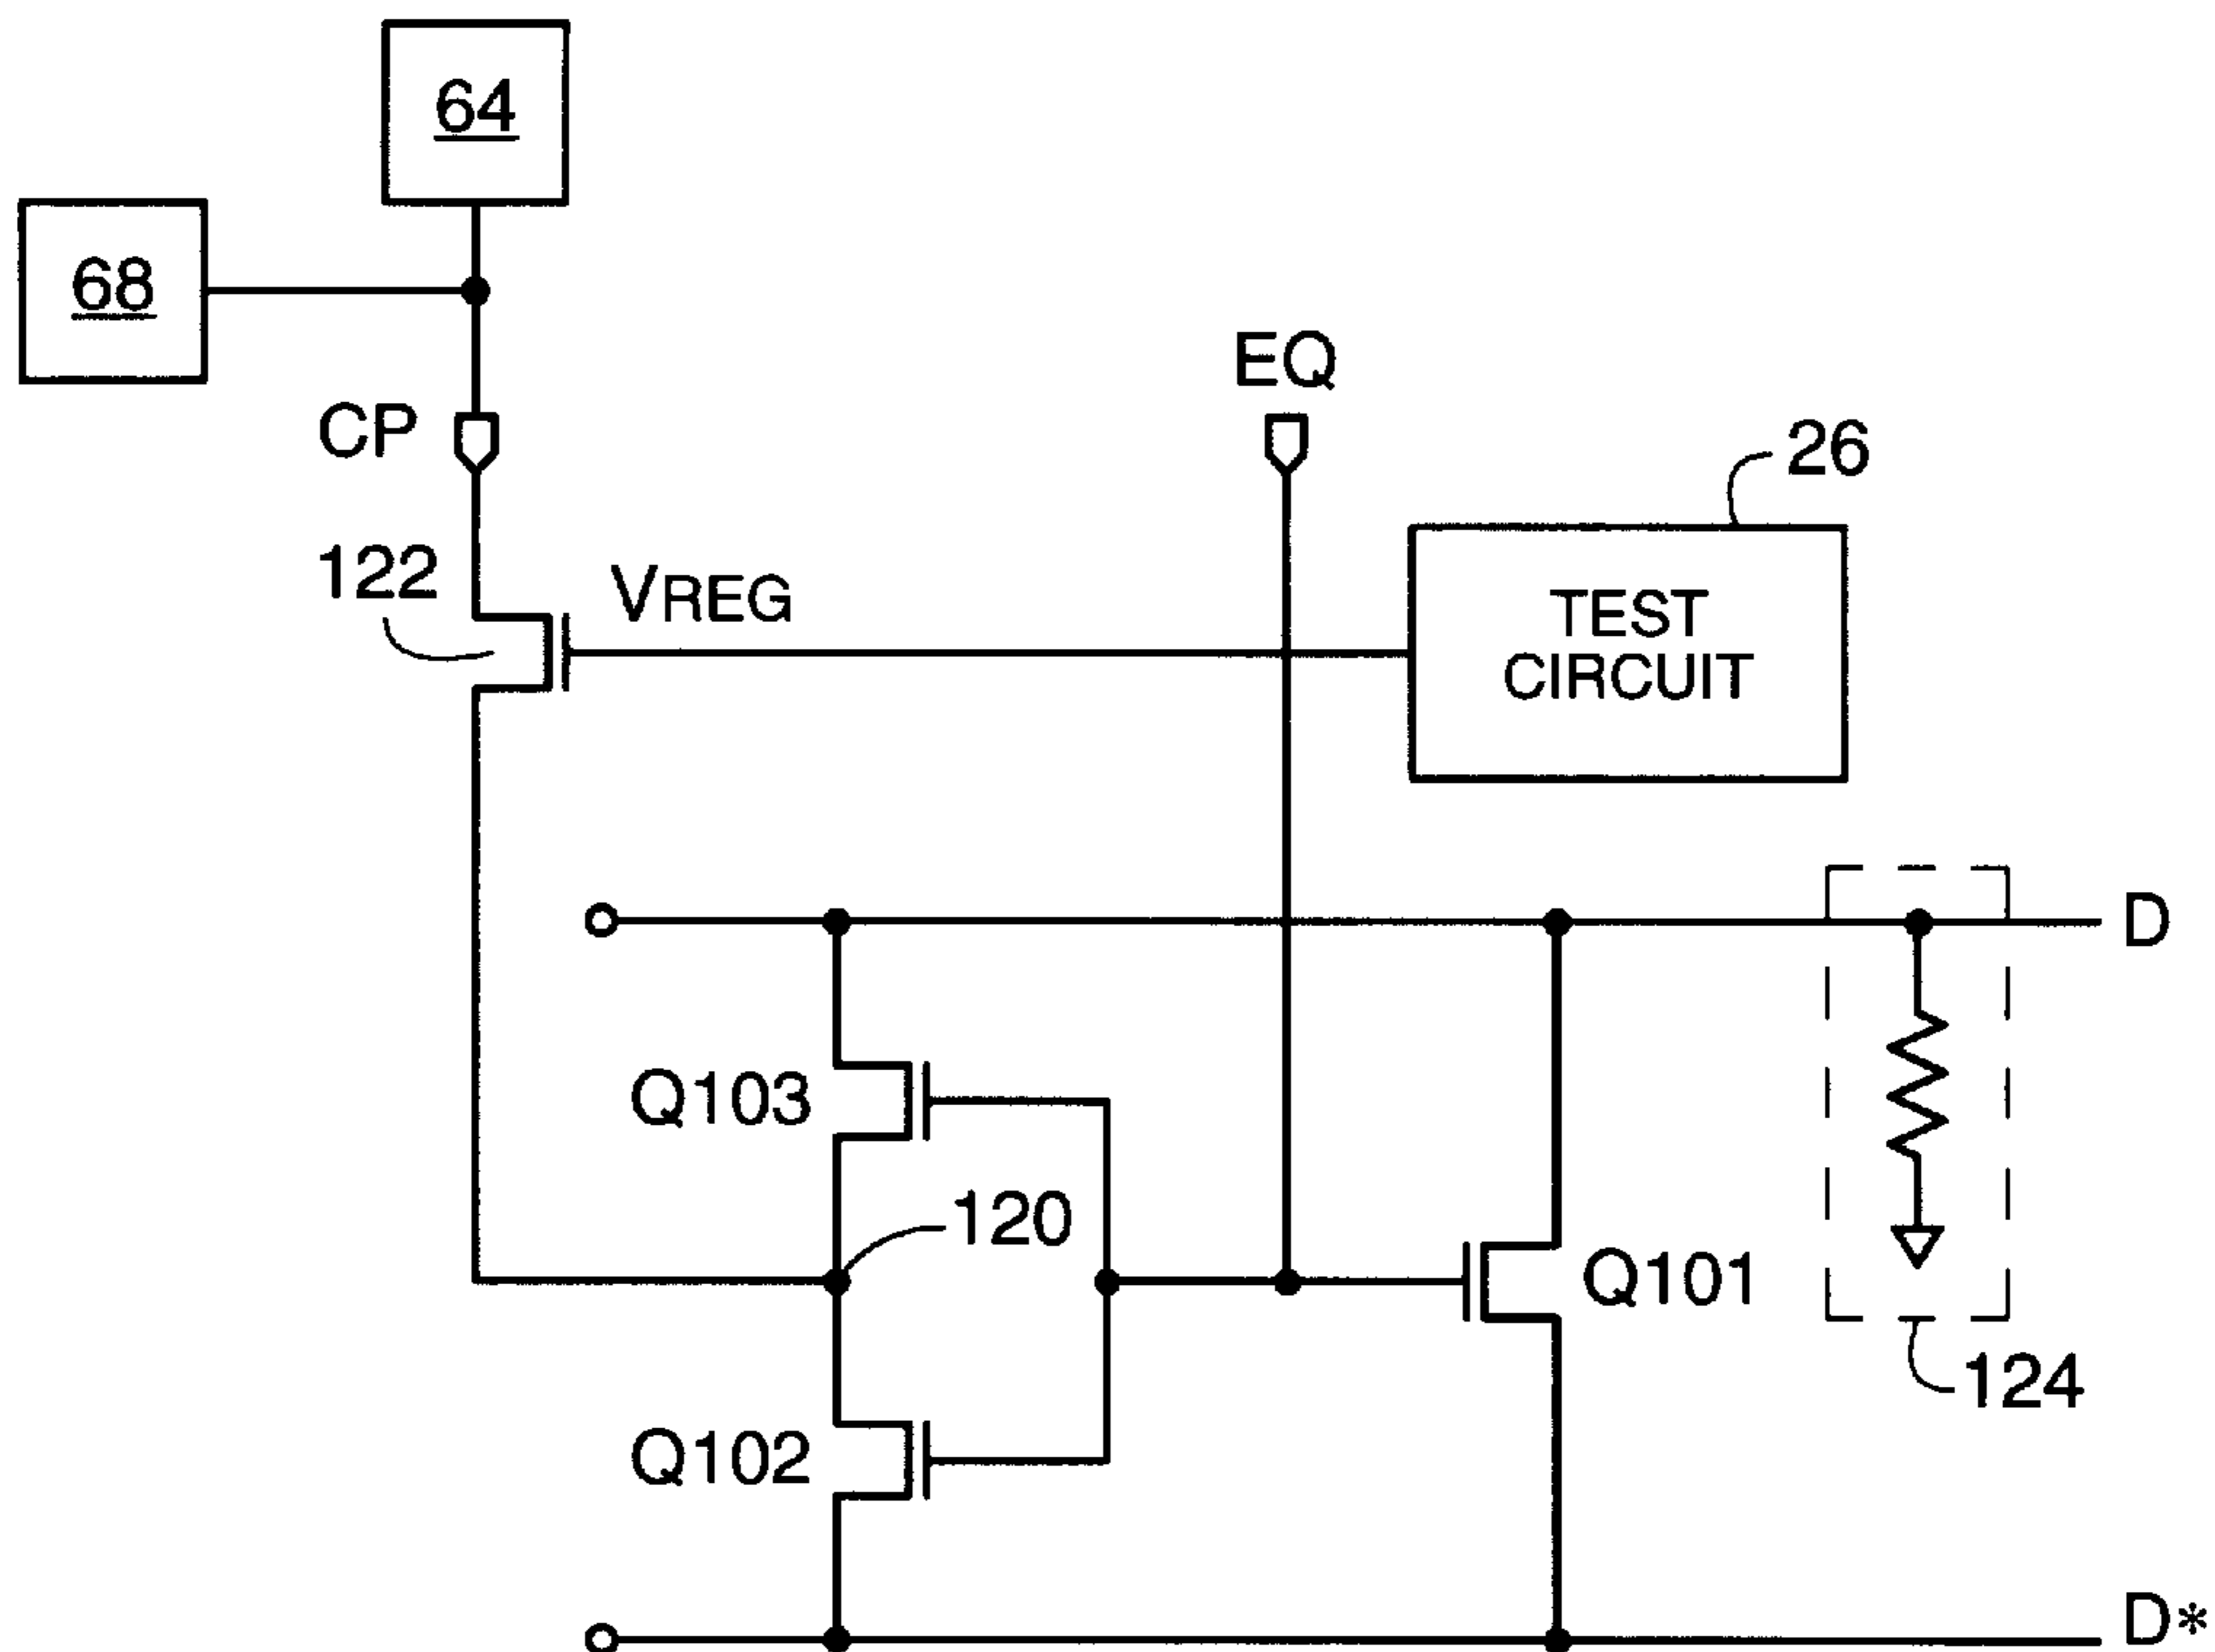 64
68
EQ
CP
26
122
VREG
TEST
CIRCUIT
D
Q103
120
Q101
124
Q102
D*